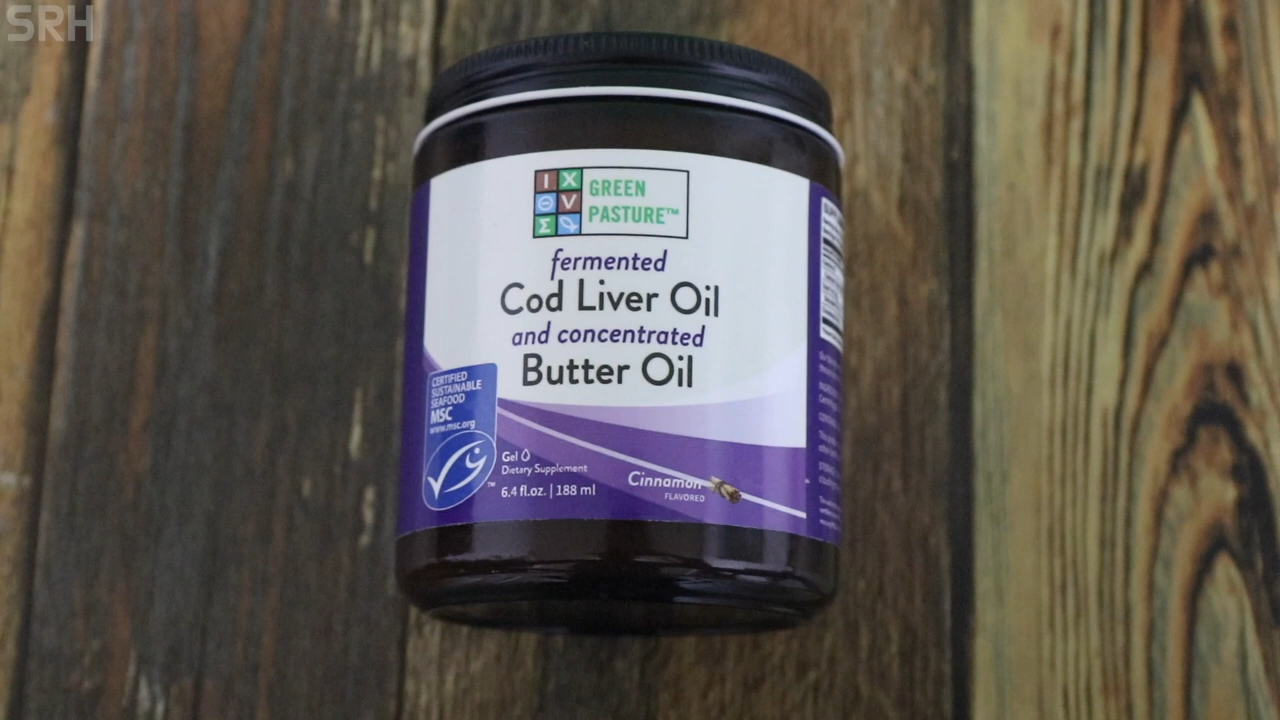 SRH
I X
Θ V
Σ
GREEN
PASTURE™
fermented
Cod Liver Oil
and concentrated
Butter Oil
CERTIFIED
SUSTAINABLE
SEAFOOD
MSC
www.msc.org
™
Gel
Dietary Supplement
6.4 fl.oz. | 188 ml
Cinnamon
FLAVORED